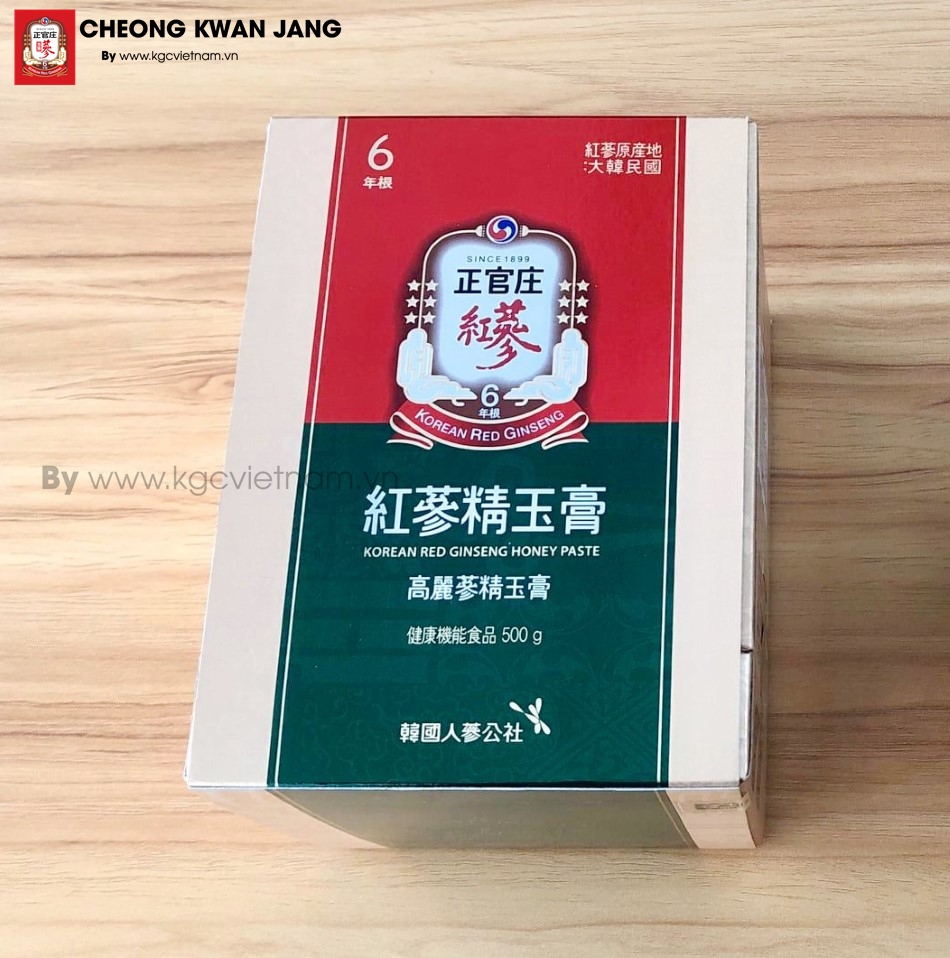 CHEONG KWAN JANG
By www.kgcvietnam.vn
6
年根
紅蔘原産地
:大韓民國
SINCE 1899
正官庄
紅蔘
6
年根
KOREAN RED GINSENG
By www.kgcvietnam.vn
紅蔘精玉膏
KOREAN RED GINSENG HONEY PASTE
高麗蔘精玉膏
健康機能食品 500 g
韓國人蔘公社